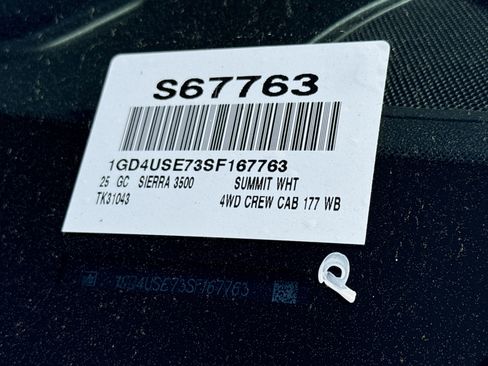 S67763
1GD4USE73SF167763
25 GC SIERRA 3500 SUMMIT WHT
TK31043 4WD CREW CAB 177 WB
1GD4USE73SF167763